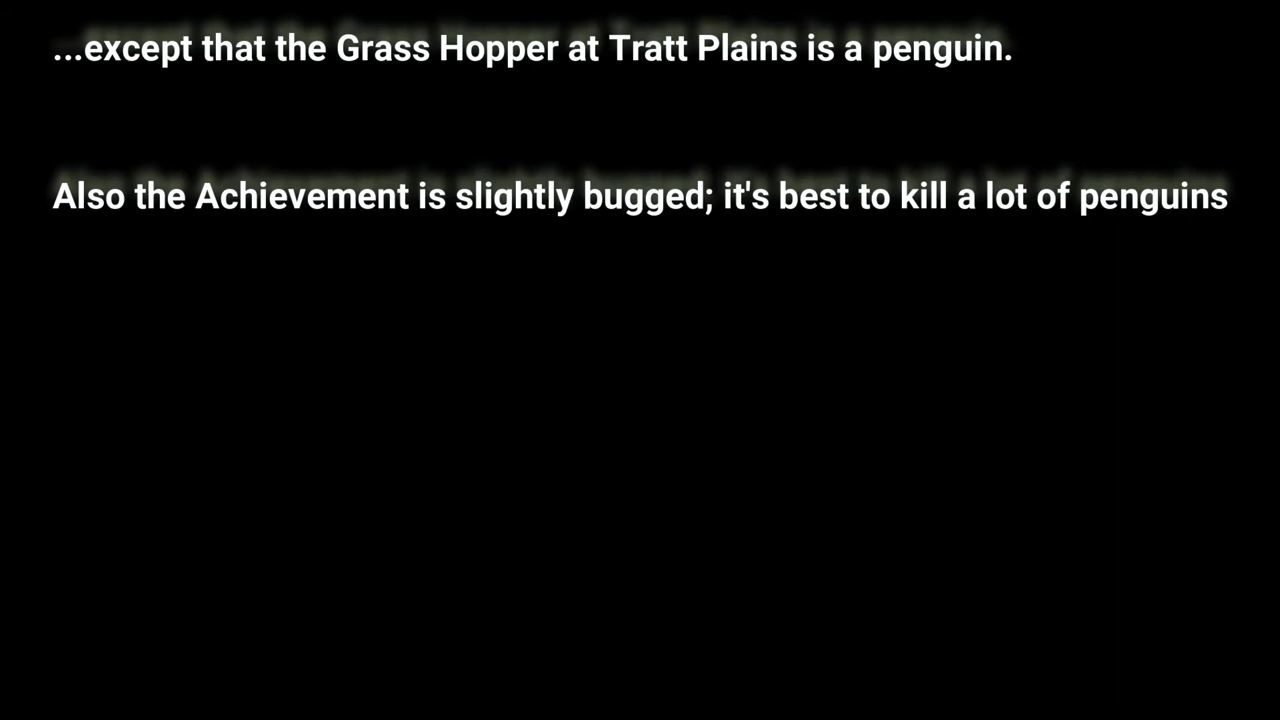 ...except that the Grass Hopper at Tratt Plains is a penguin.
Also the Achievement is slightly bugged; it's best to kill a lot of penguins